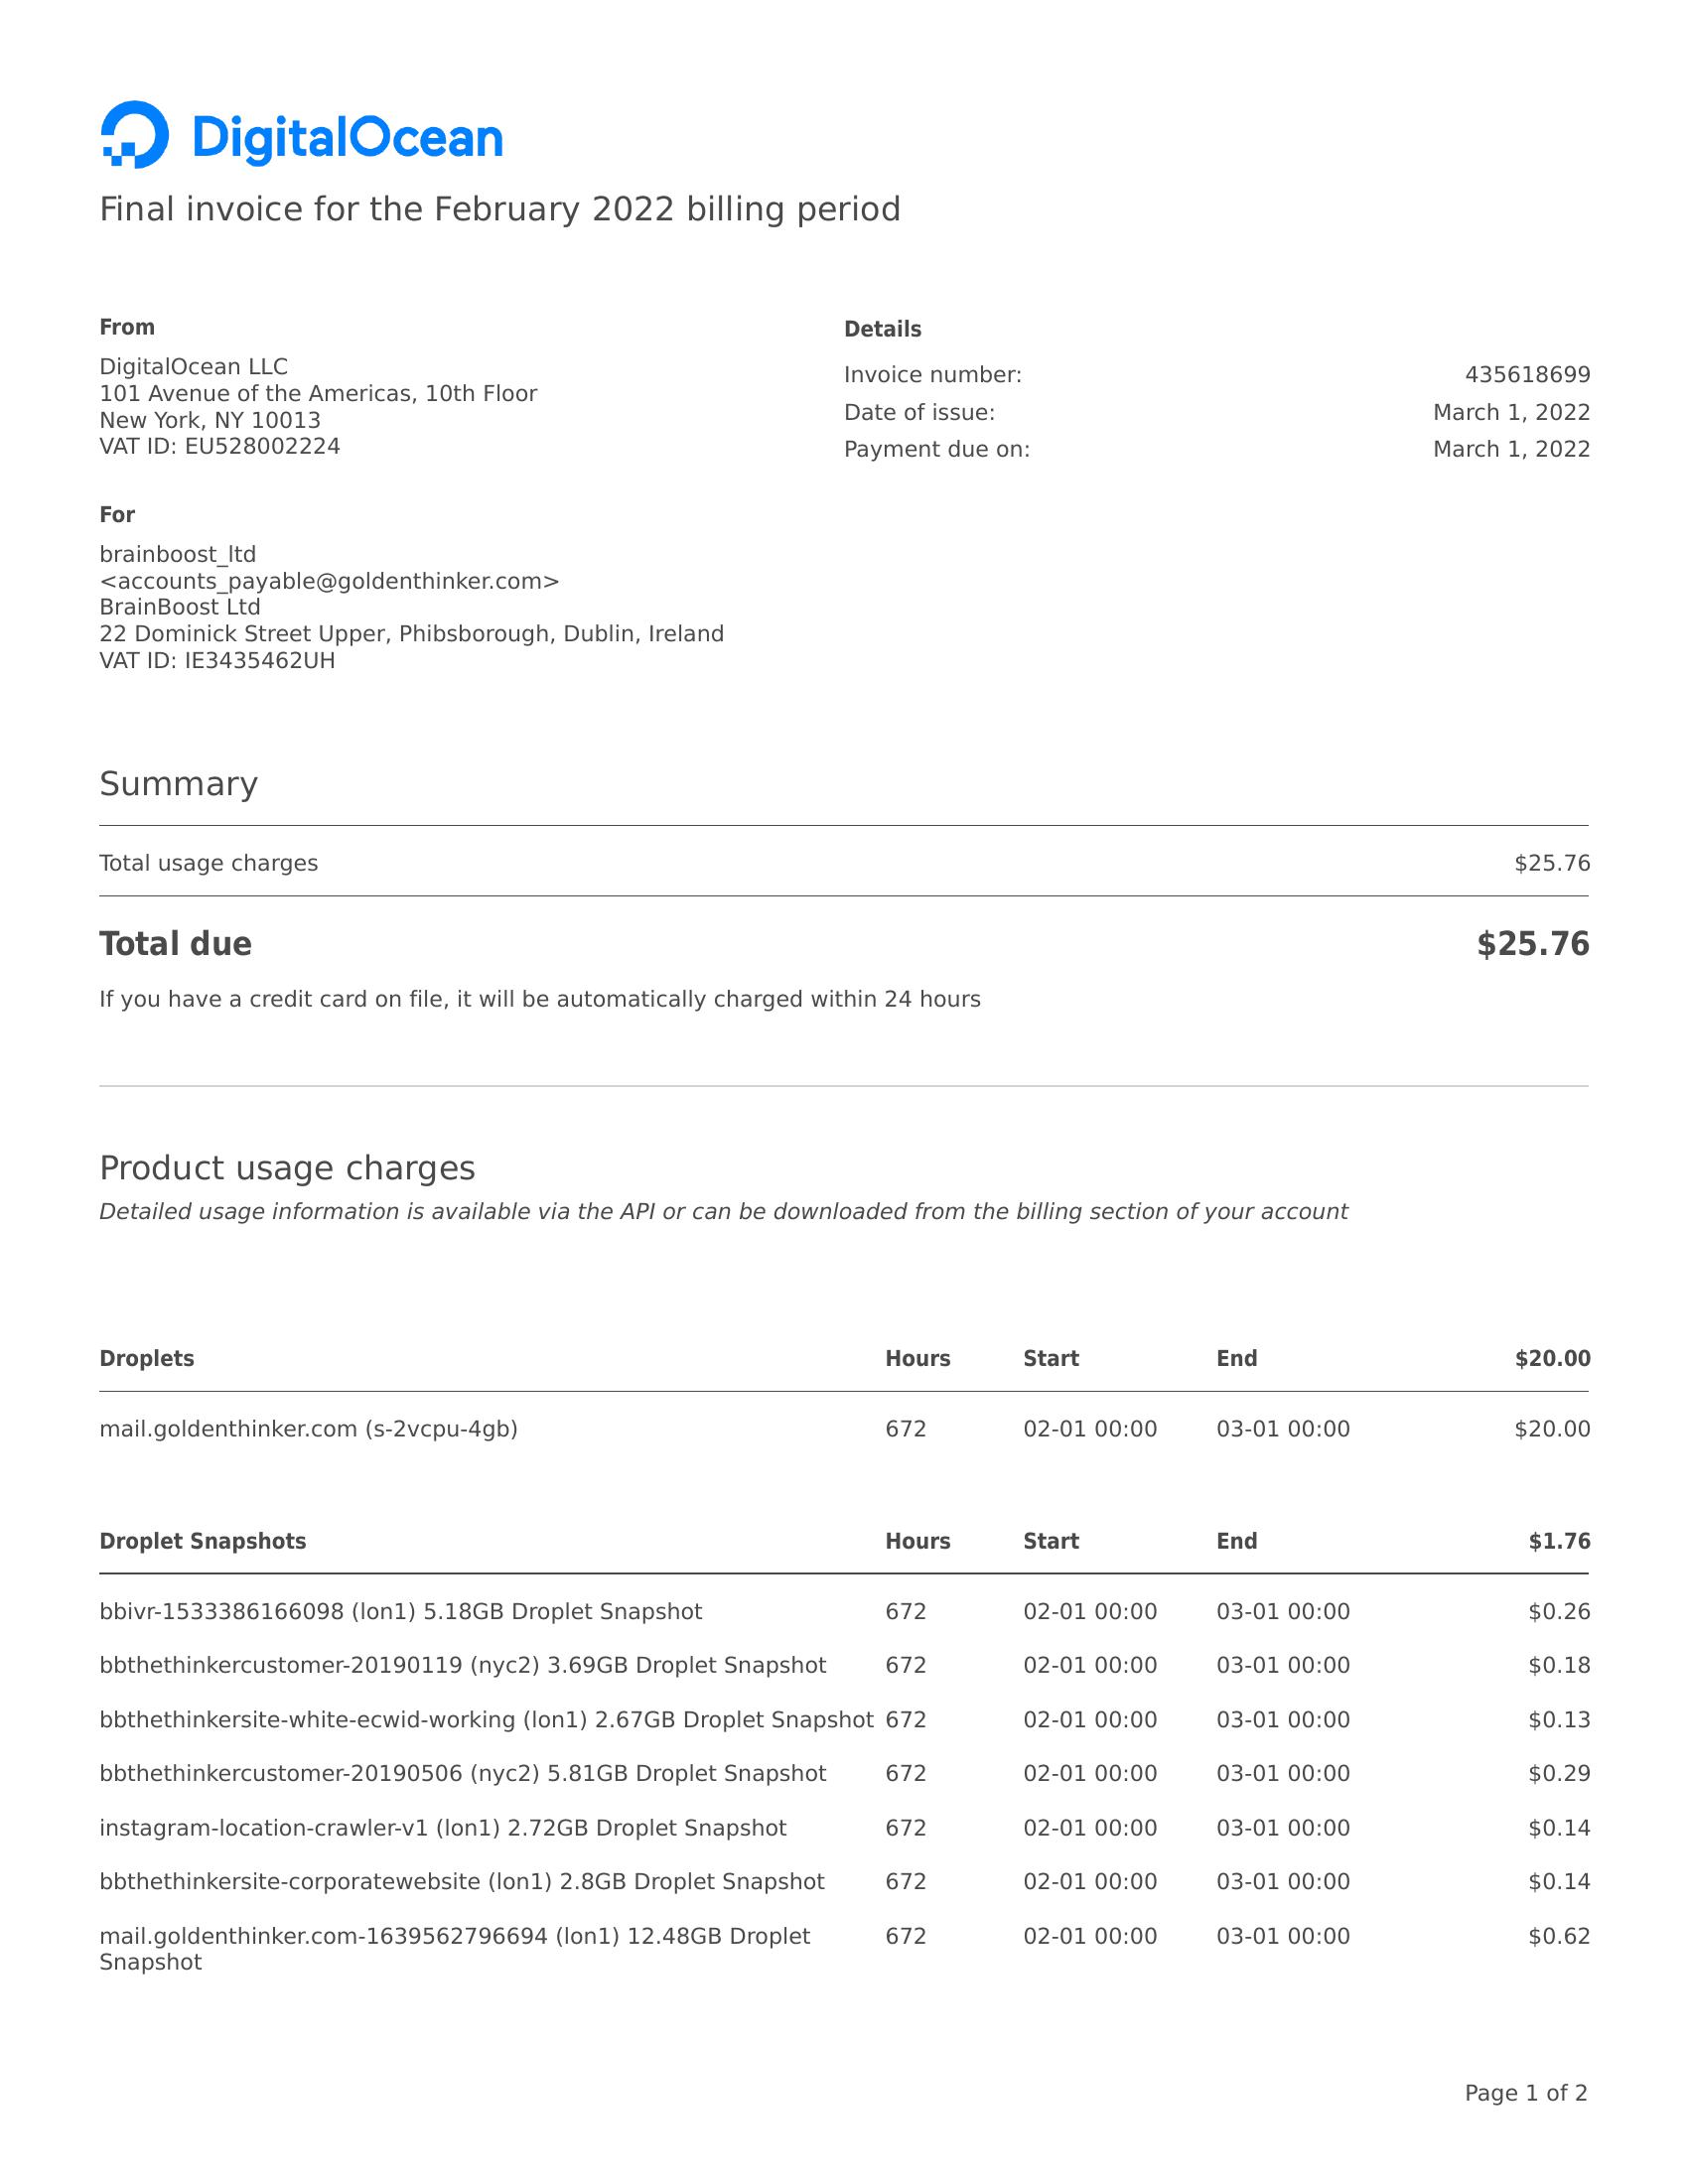 DigitalOcean
Final invoice for the February 2022 billing period
From
DigitalOcean LLC
101 Avenue of the Americas, 10th Floor
New York, NY 10013
VAT ID: EU528002224
Details
Invoice number: 435618699
Date of issue: March 1, 2022
Payment due on: March 1, 2022
For
brainboost_ltd
<accounts_payable@goldenthinker.com>
BrainBoost Ltd
22 Dominick Street Upper, Phibsborough, Dublin, Ireland
VAT ID: IE3435462UH
Summary
Total usage charges $25.76
Total due $25.76
If you have a credit card on file, it will be automatically charged within 24 hours
Product usage charges
Detailed usage information is available via the API or can be downloaded from the billing section of your account
Droplets Hours Start End $20.00
mail.goldenthinker.com (s-2vcpu-4gb) 672 02-01 00:00 03-01 00:00 $20.00
Droplet Snapshots Hours Start End $1.76
bbivr-1533386166098 (lon1) 5.18GB Droplet Snapshot 672 02-01 00:00 03-01 00:00 $0.26
bbthethinkercustomer-20190119 (nyc2) 3.69GB Droplet Snapshot 672 02-01 00:00 03-01 00:00 $0.18
bbthethinkersite-white-ecwid-working (lon1) 2.67GB Droplet Snapshot 672 02-01 00:00 03-01 00:00 $0.13
bbthethinkercustomer-20190506 (nyc2) 5.81GB Droplet Snapshot 672 02-01 00:00 03-01 00:00 $0.29
instagram-location-crawler-v1 (lon1) 2.72GB Droplet Snapshot 672 02-01 00:00 03-01 00:00 $0.14
bbthethinkersite-corporatewebsite (lon1) 2.8GB Droplet Snapshot 672 02-01 00:00 03-01 00:00 $0.14
mail.goldenthinker.com-1639562796694 (lon1) 12.48GB Droplet 672 02-01 00:00 03-01 00:00 $0.62
Snapshot
Page 1 of 2